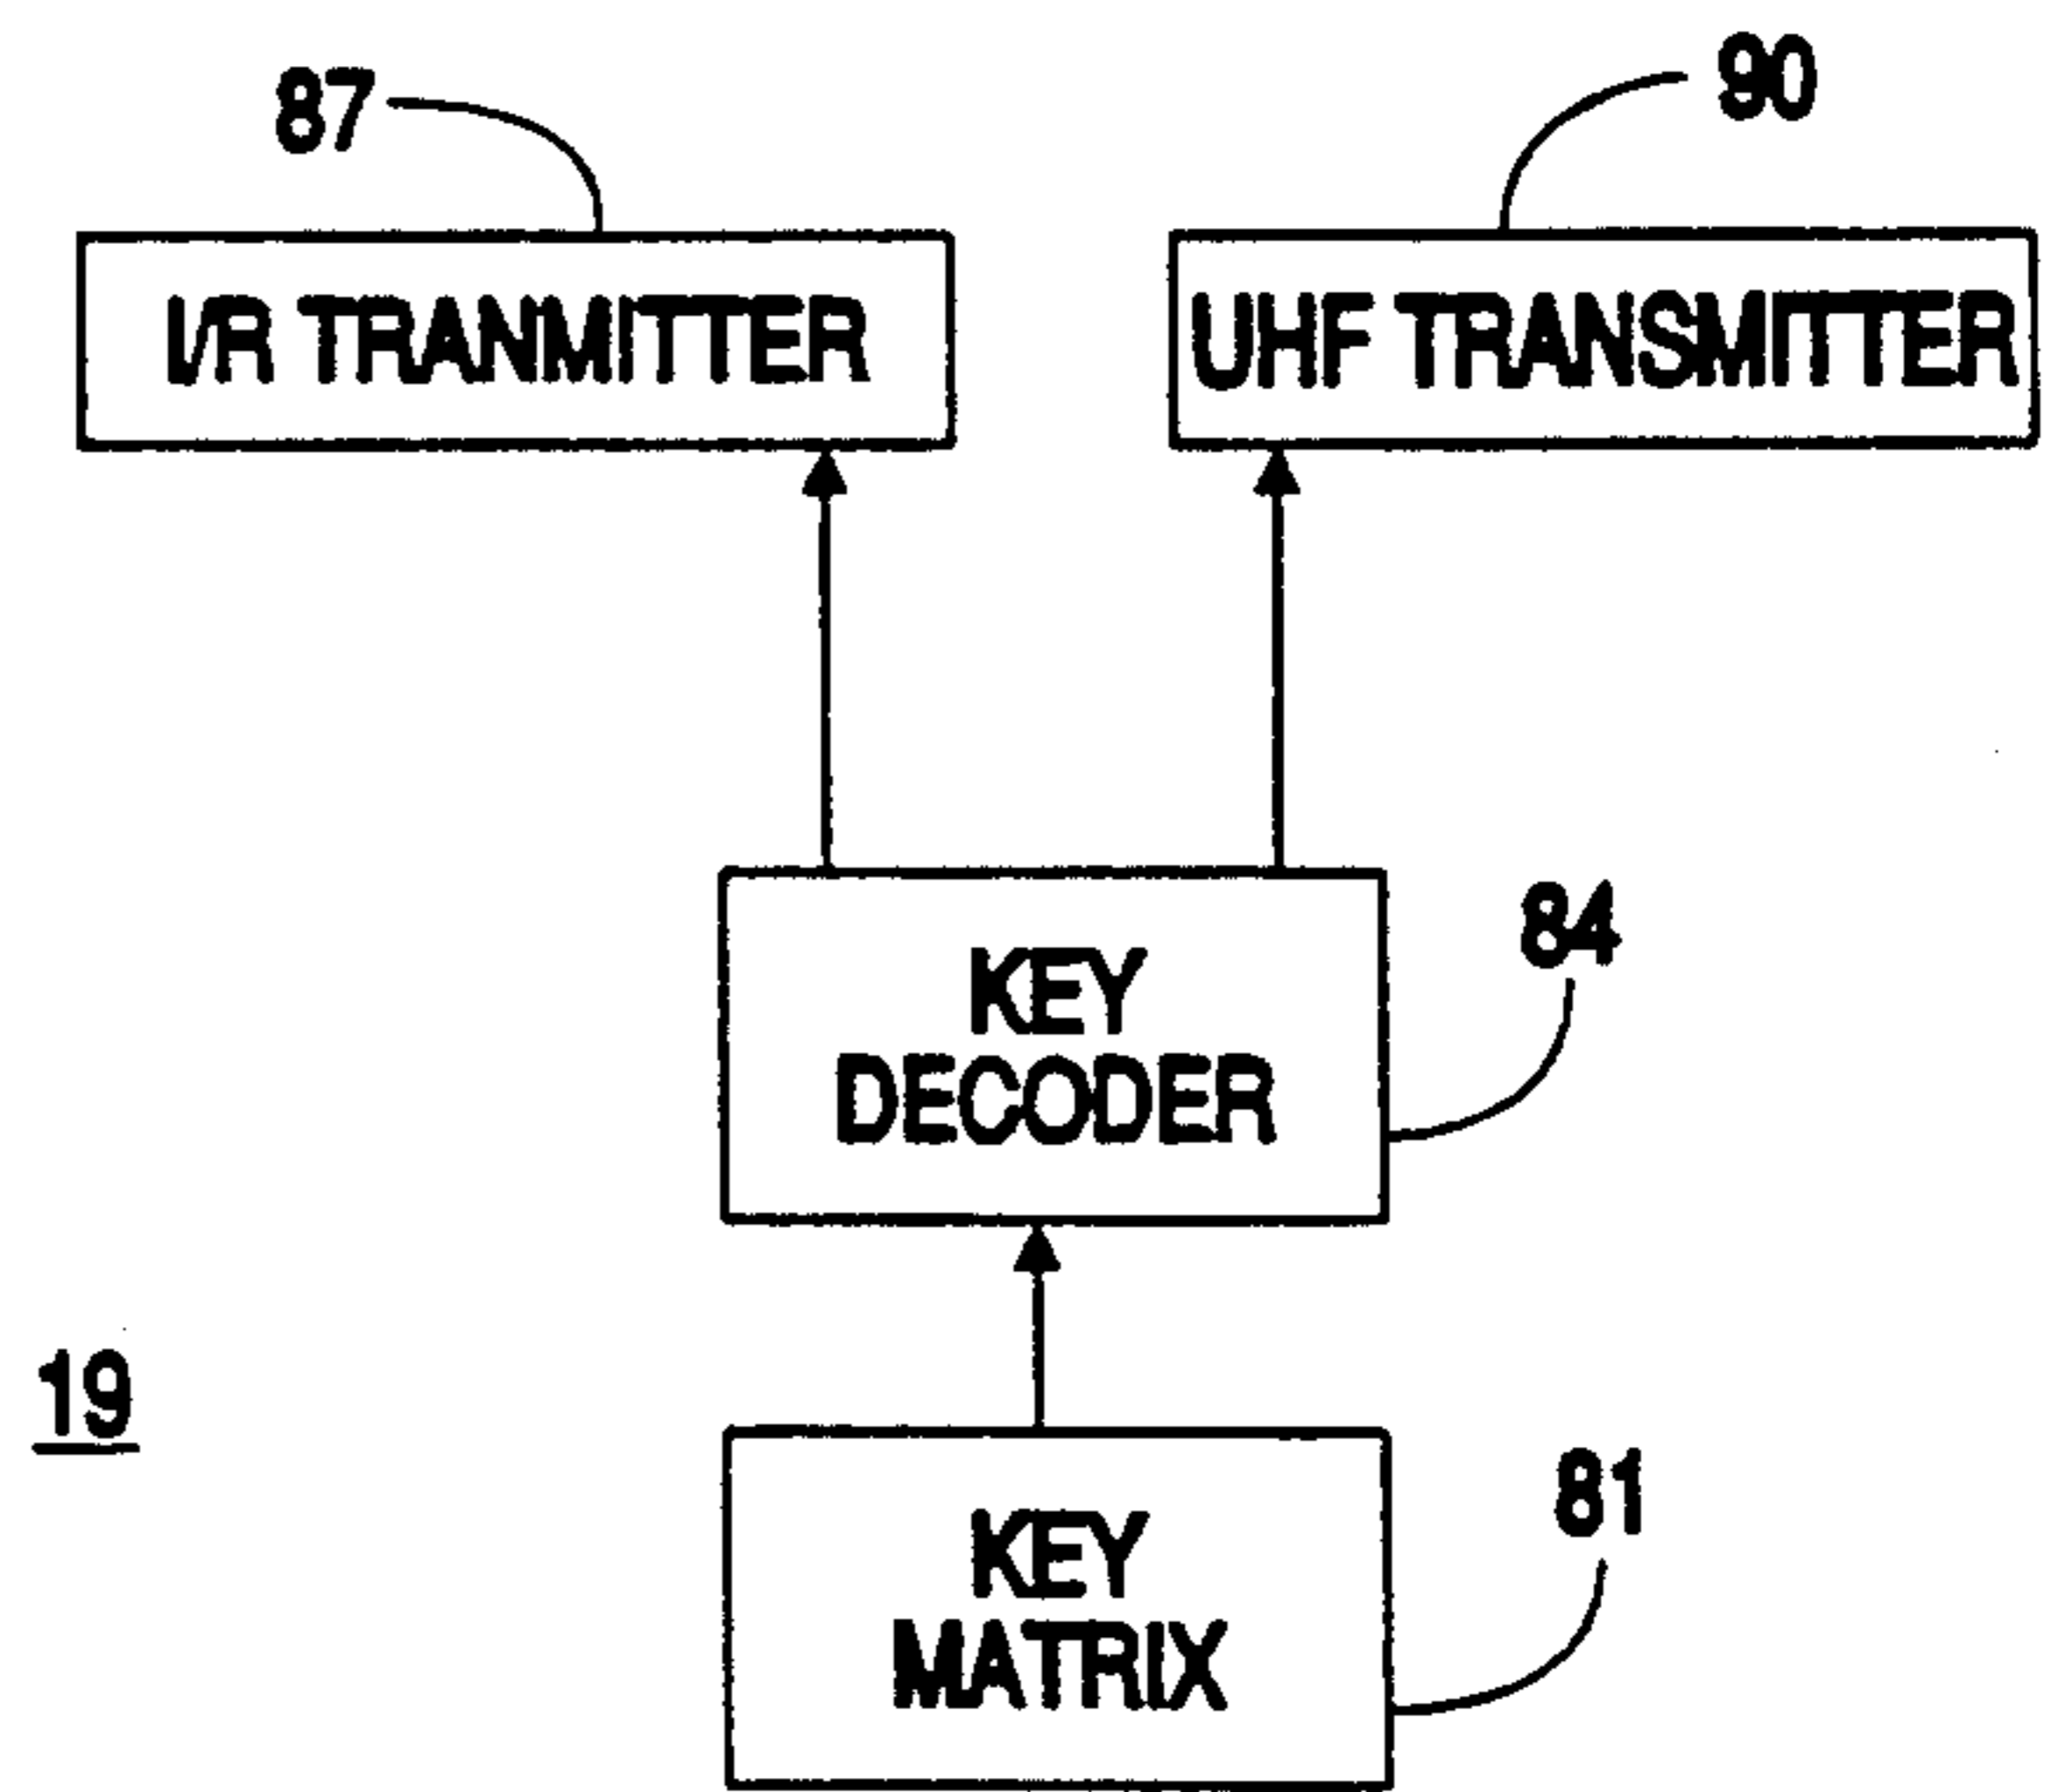 87
90
I/R TRANMITTER
UHF TRANSMITTER
84
KEY
DECODER
19
81
KEY
MATRIX